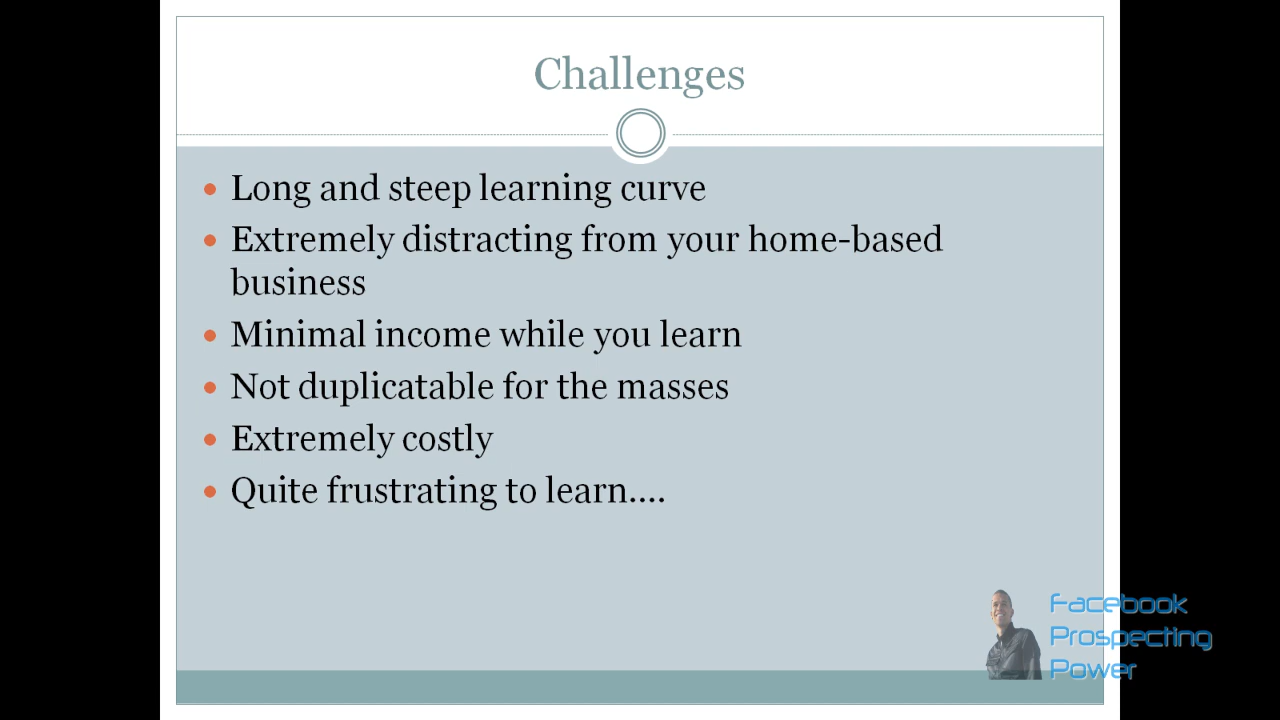 Challenges
Long and steep learning curve
Extremely distracting from your home-based
business
Minimal income while you learn
Not duplicatable for the masses
Extremely costly
Quite frustrating to learn....
Facebook
Prospecting
Power